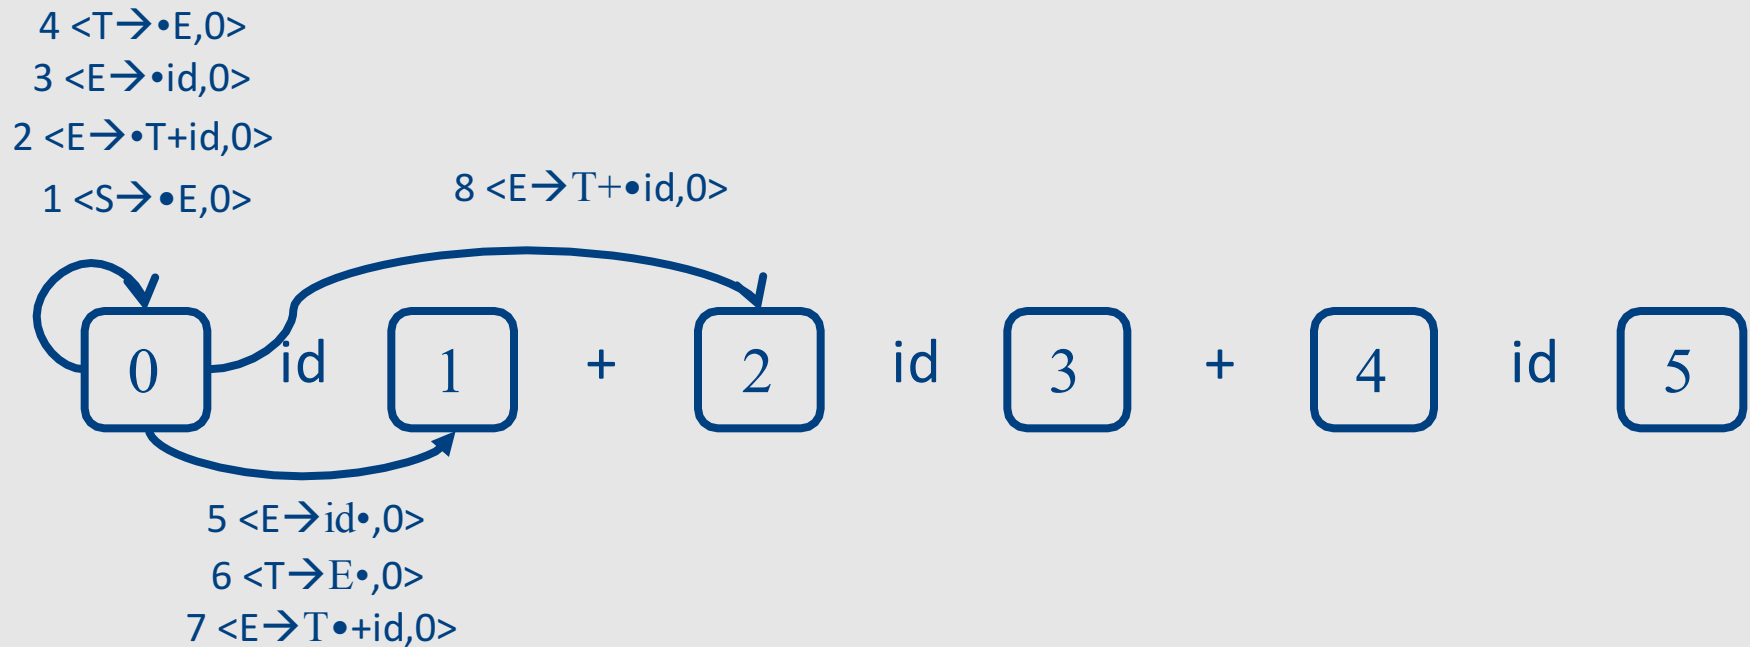 4 <T→•E,0>
3 <E→•id,0>
2 <E→•T+id,0>
1 <S→•E,0>
8 <E→T+•id,0>
0 id 1 + 2 id 3 + 4 id 5
5 <E→id•,0>
6 <T→E•,0>
7 <E→T•+id,0>